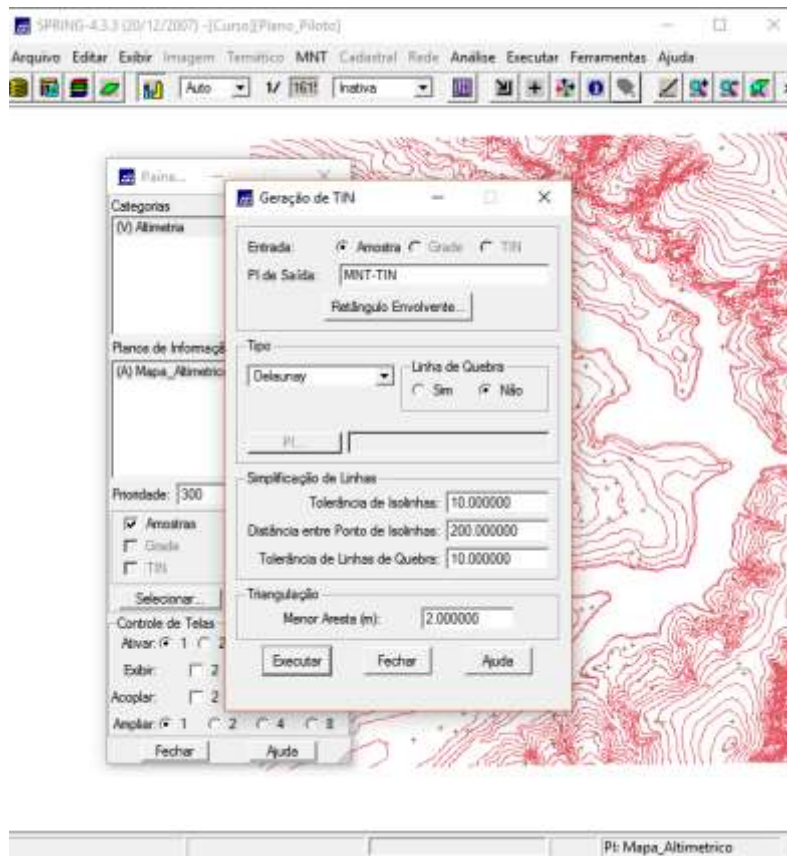 SPRING-4.3.3 (20/12/2007) -[Curso][Plano_Piloto]
Arquivo Editar Exibir Imagem Temático MNT Cadastral Rede Análise Executar Ferramentas Ajuda
Auto 1/ Inativa
Paine...
Categorias
(V) Altimetria
Planos de Informaçã
(A) Mapa_Altimetrico
Prioridade: 300
Amostras
Grade
TIN
Selecionar...
Controle de Telas
Ativar: 1 2
Exibir: 2
Acoplar: 2
Ampliar: 1 2 4 8
Fechar Ajuda
Geração de TIN
Entrada: Amostra Grade TIN
PI de Saída: MNT-TIN
Retângulo Envolvente...
Tipo
Delaunay
Linha de Quebra
Sim Não
PI...
Simplificação de Linhas
Tolerância de Isolinhas: 10.000000
Distância entre Ponto de Isolinhas: 200.000000
Tolerância de Linhas de Quebra: 10.000000
Triangulação
Menor Aresta (m): 2.000000
Executar Fechar Ajuda
PI: Mapa_Altimetrico